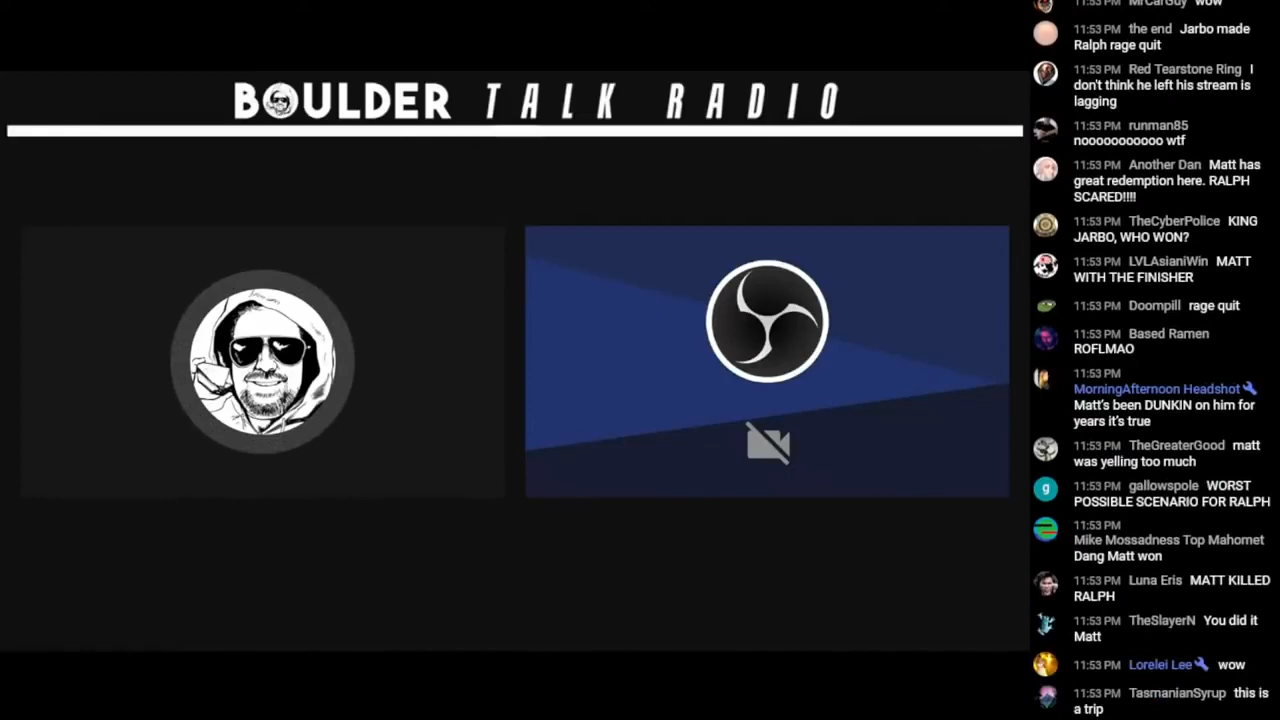 BOULDER TALK RADIO
11:53 PM MrCarGuy wow
11:53 PM the end Jarbo made
Ralph rage quit
11:53 PM Red Tearstone Ring I
don't think he left his stream is
lagging
11:53 PM runman85
nooooooooooo wtf
11:53 PM Another Dan Matt has
great redemption here. RALPH
SCARED!!!!
11:53 PM TheCyberPolice KING
JARBO, WHO WON?
11:53 PM LVLAsianiWin MATT
WITH THE FINISHER
11:53 PM Doompill rage quit
11:53 PM Based Ramen
ROFLMAO
11:53 PM
MorningAfternoon Headshot
Matt's been DUNKIN on him for
years it's true
11:53 PM TheGreaterGood matt
was yelling too much
g
11:53 PM gallowspole WORST
POSSIBLE SCENARIO FOR RALPH
11:53 PM
Mike Mossadness Top Mahomet
Dang Matt won
11:53 PM Luna Eris MATT KILLED
RALPH
11:53 PM TheSlayerN You did it
Matt
11:53 PM Lorelei Lee wow
11:53 PM TasmanianSyrup this is
a trip